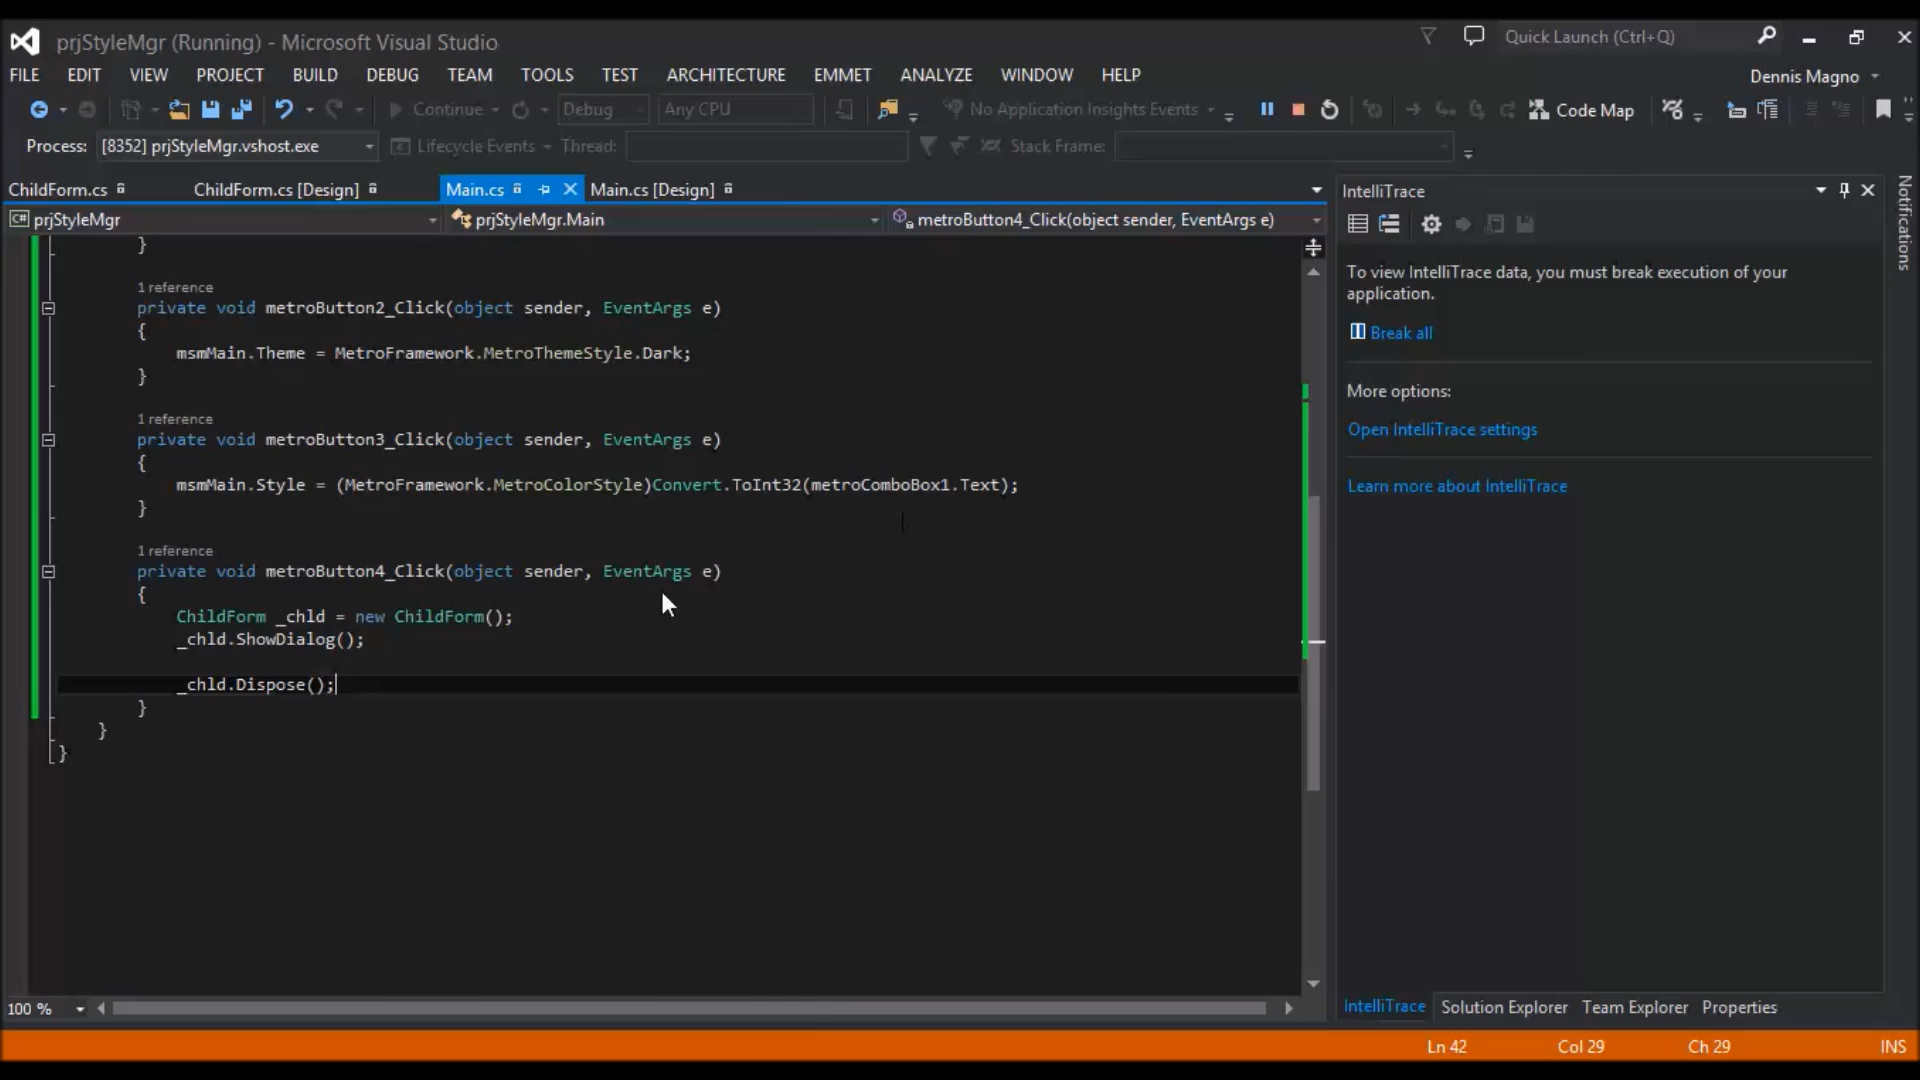 prjStyleMgr (Running) - Microsoft Visual Studio
Quick Launch (Ctrl+Q)
FILE EDIT VIEW PROJECT BUILD DEBUG TEAM TOOLS TEST ARCHITECTURE EMMET ANALYZE WINDOW HELP
Dennis Magno
Continue Debug Any CPU No Application Insights Events Code Map
Process: [8352] prjStyleMgr.vshost.exe Lifecycle Events Thread: Stack Frame:
ChildForm.cs ChildForm.cs [Design] Main.cs Main.cs [Design]
C# prjStyleMgr prjStyleMgr.Main metroButton4_Click(object sender, EventArgs e)
}
1 reference
private void metroButton2_Click(object sender, EventArgs e)
{
msmMain.Theme = MetroFramework.MetroThemeStyle.Dark;
}
1 reference
private void metroButton3_Click(object sender, EventArgs e)
{
msmMain.Style = (MetroFramework.MetroColorStyle)Convert.ToInt32(metroComboBox1.Text);
}
1 reference
private void metroButton4_Click(object sender, EventArgs e)
{
ChildForm _chld = new ChildForm();
_chld.ShowDialog();
_chld.Dispose();
}
}
}
100 %
IntelliTrace
To view IntelliTrace data, you must break execution of your
application.
Break all
More options:
Open IntelliTrace settings
Learn more about IntelliTrace
IntelliTrace Solution Explorer Team Explorer Properties
Notifications
Ln 42 Col 29 Ch 29 INS